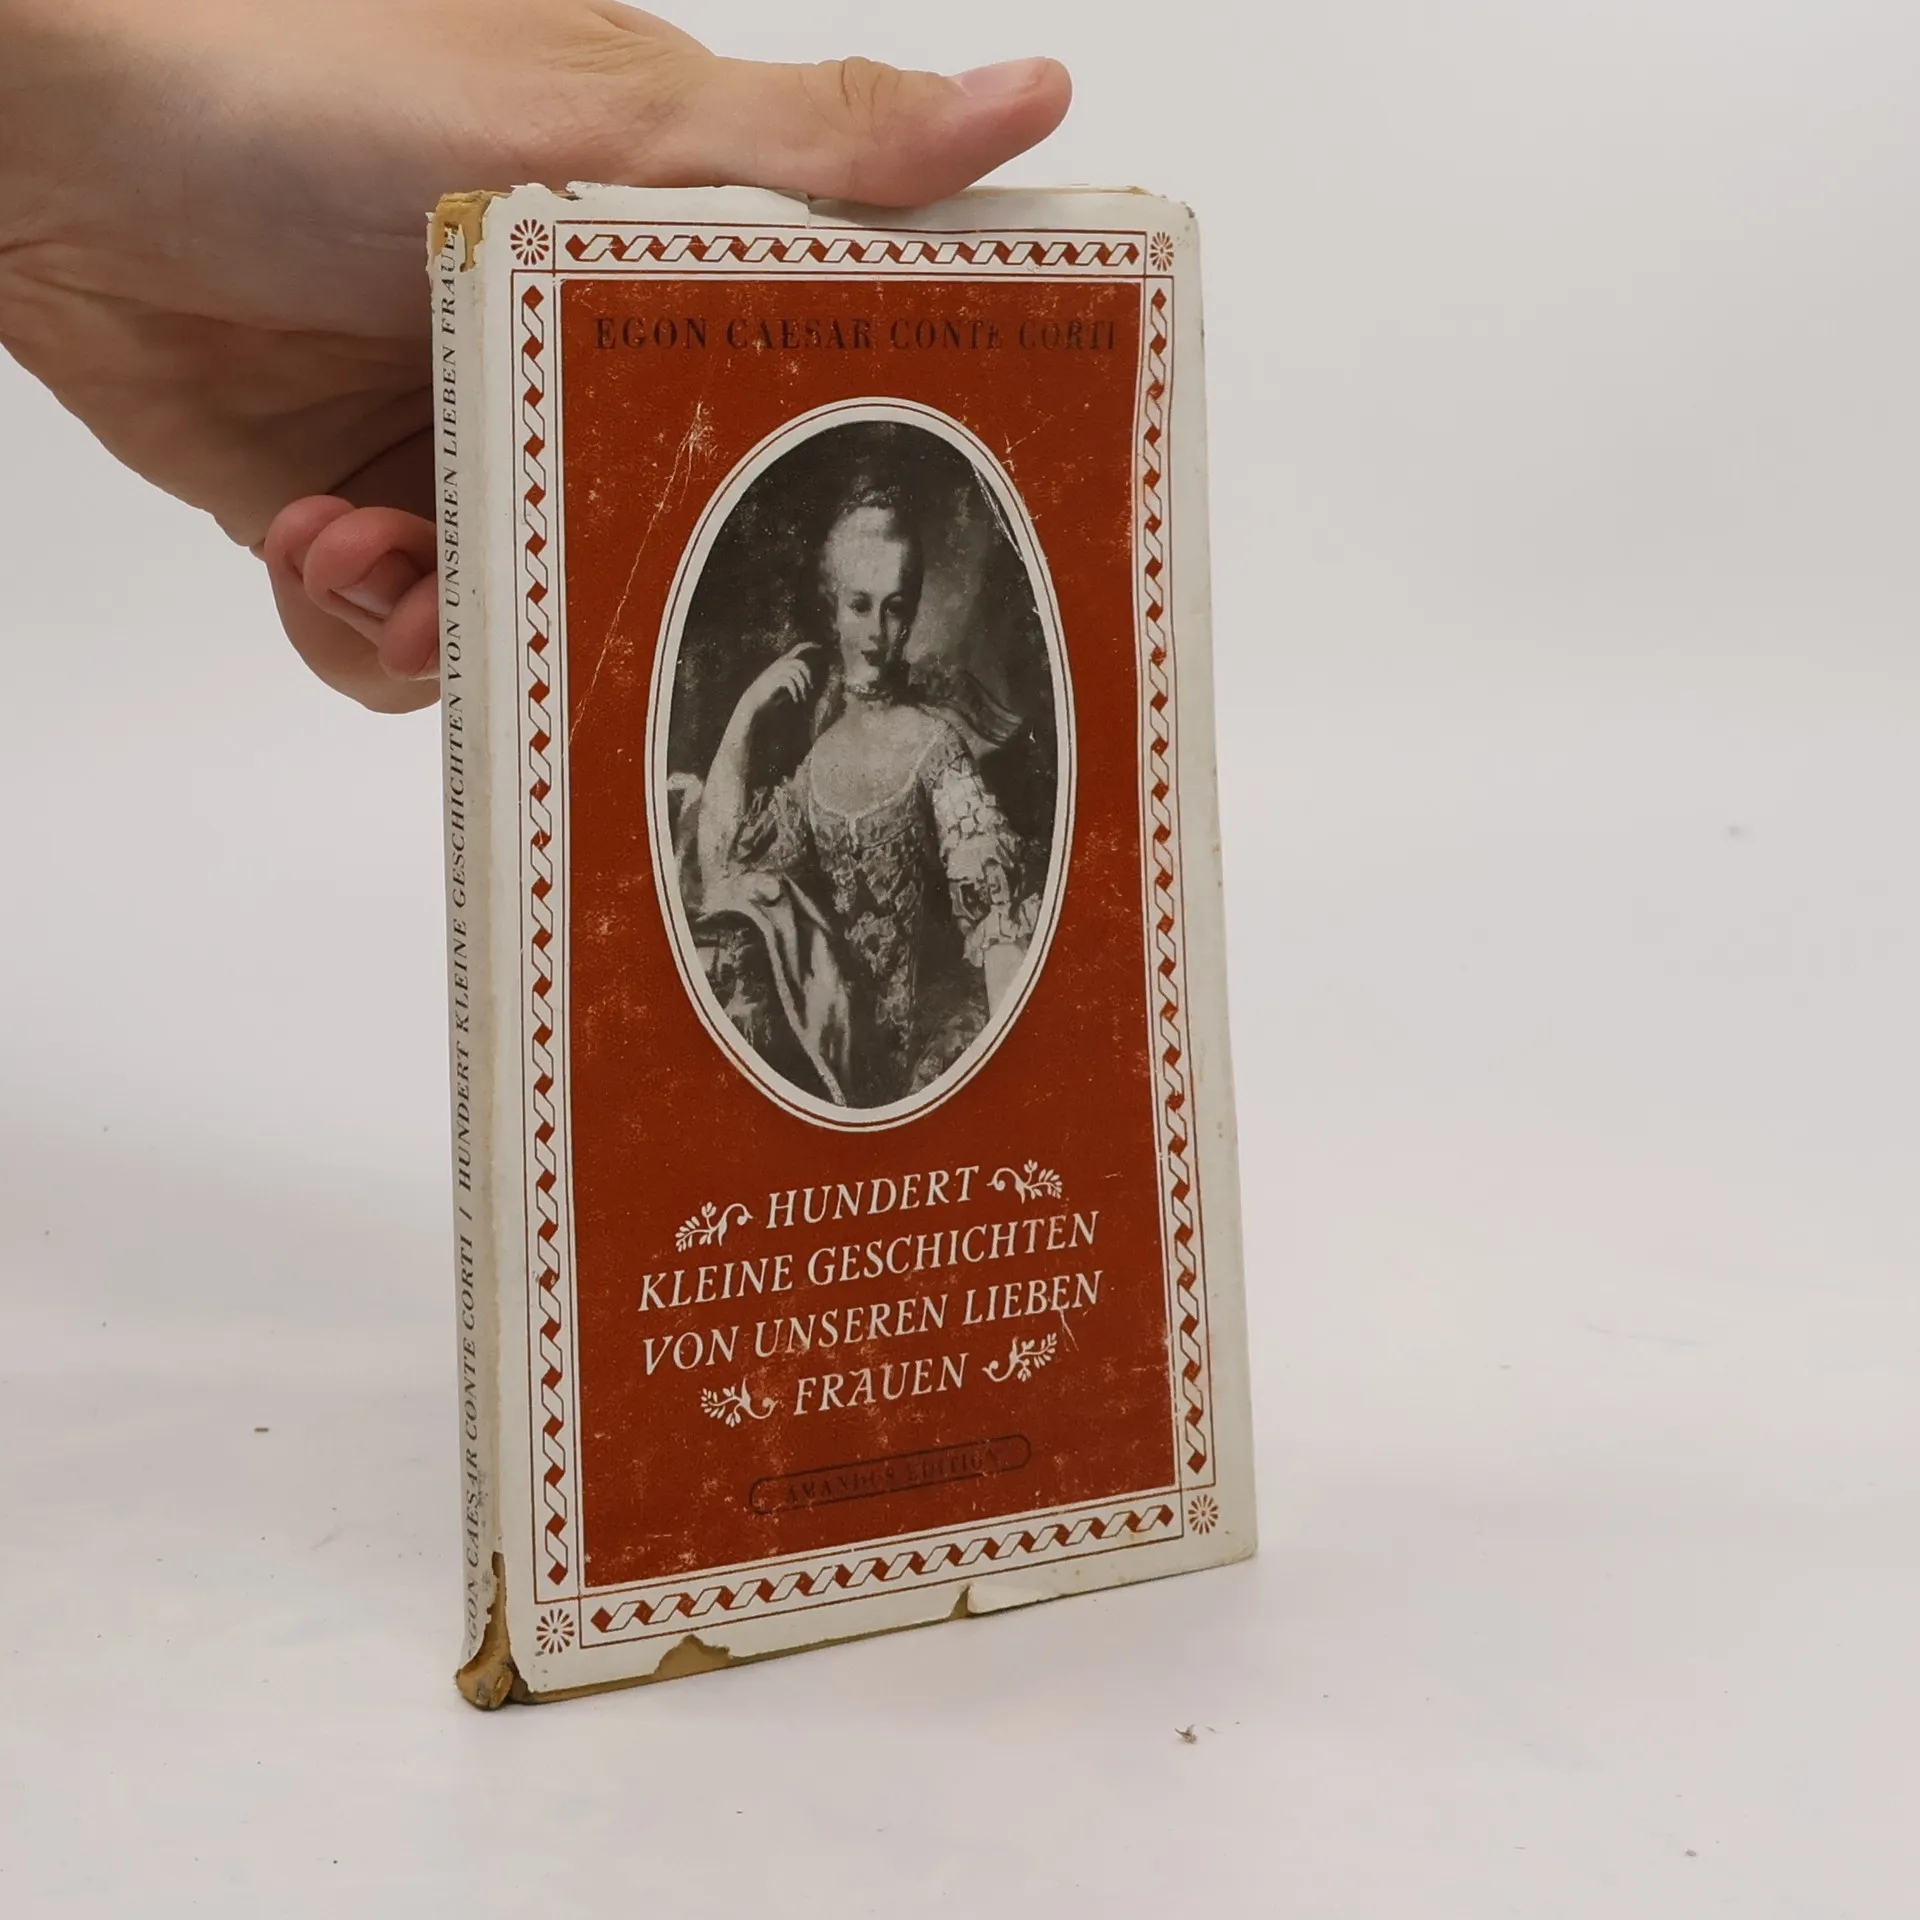 EGON CAESAR CONTE CORTI
HUNDERT
KLEINE GESCHICHTEN
VON UNSEREN LIEBEN
FRAUEN
AMANDUS EDITION
EGON CAESAR CONTE CORTI / HUNDERT KLEINE GESCHICHTEN VON UNSEREN LIEBEN FRAUE